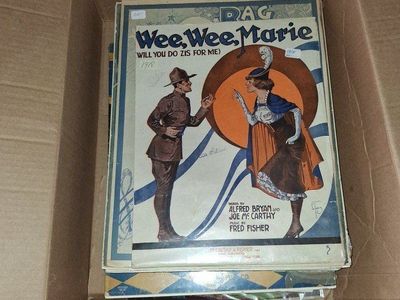 RAG
Wee, Wee, Marie
(WILL YOU DO ZIS FOR ME)
1918
WORDS BY
ALFRED BRYAN AND
JOE McCARTHY
MUSIC BY
FRED FISHER